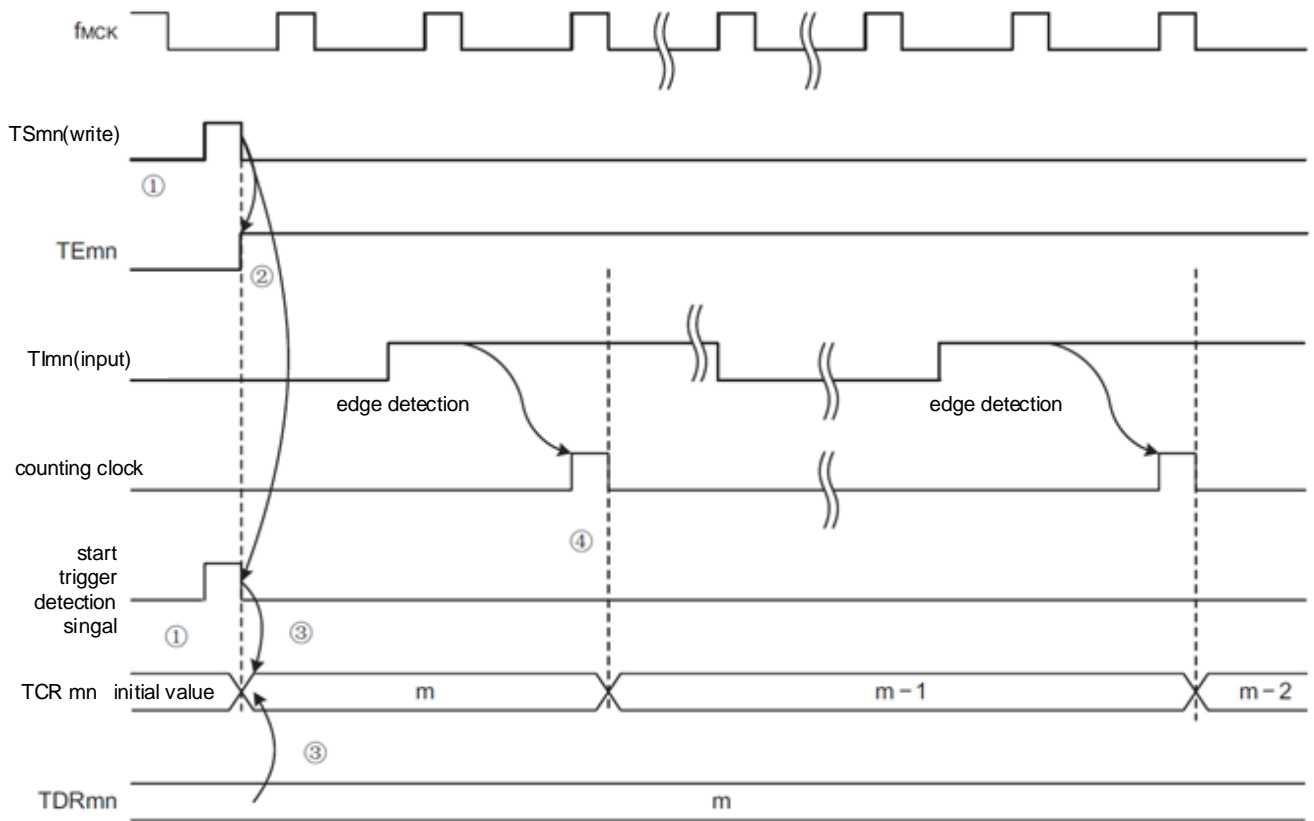 fMCK
TSmn(write)
①
TEmn
②
TImn(input)
edge detection
edge detection
counting clock
④
start
trigger
detection
singal
①
③
TCR mn initial value
m
m−1
m−2
③
TDRmn
m